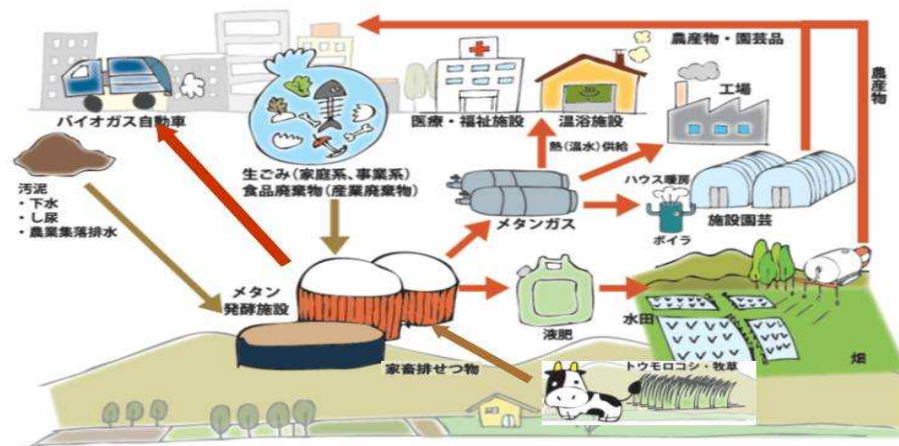 農産物・園芸品
農産物
バイオガス自動車
医療・福祉施設
温浴施設
工場
熱(温水)供給
生ごみ(家庭系、事業系)
食品廃棄物(産業廃棄物)
汚泥
・下水
・し尿
・農業集落排水
メタンガス
ハウス暖房
ボイラ
施設園芸
メタン
発酵施設
液肥
水田
畑
家畜排せつ物
トウモロコシ・牧草